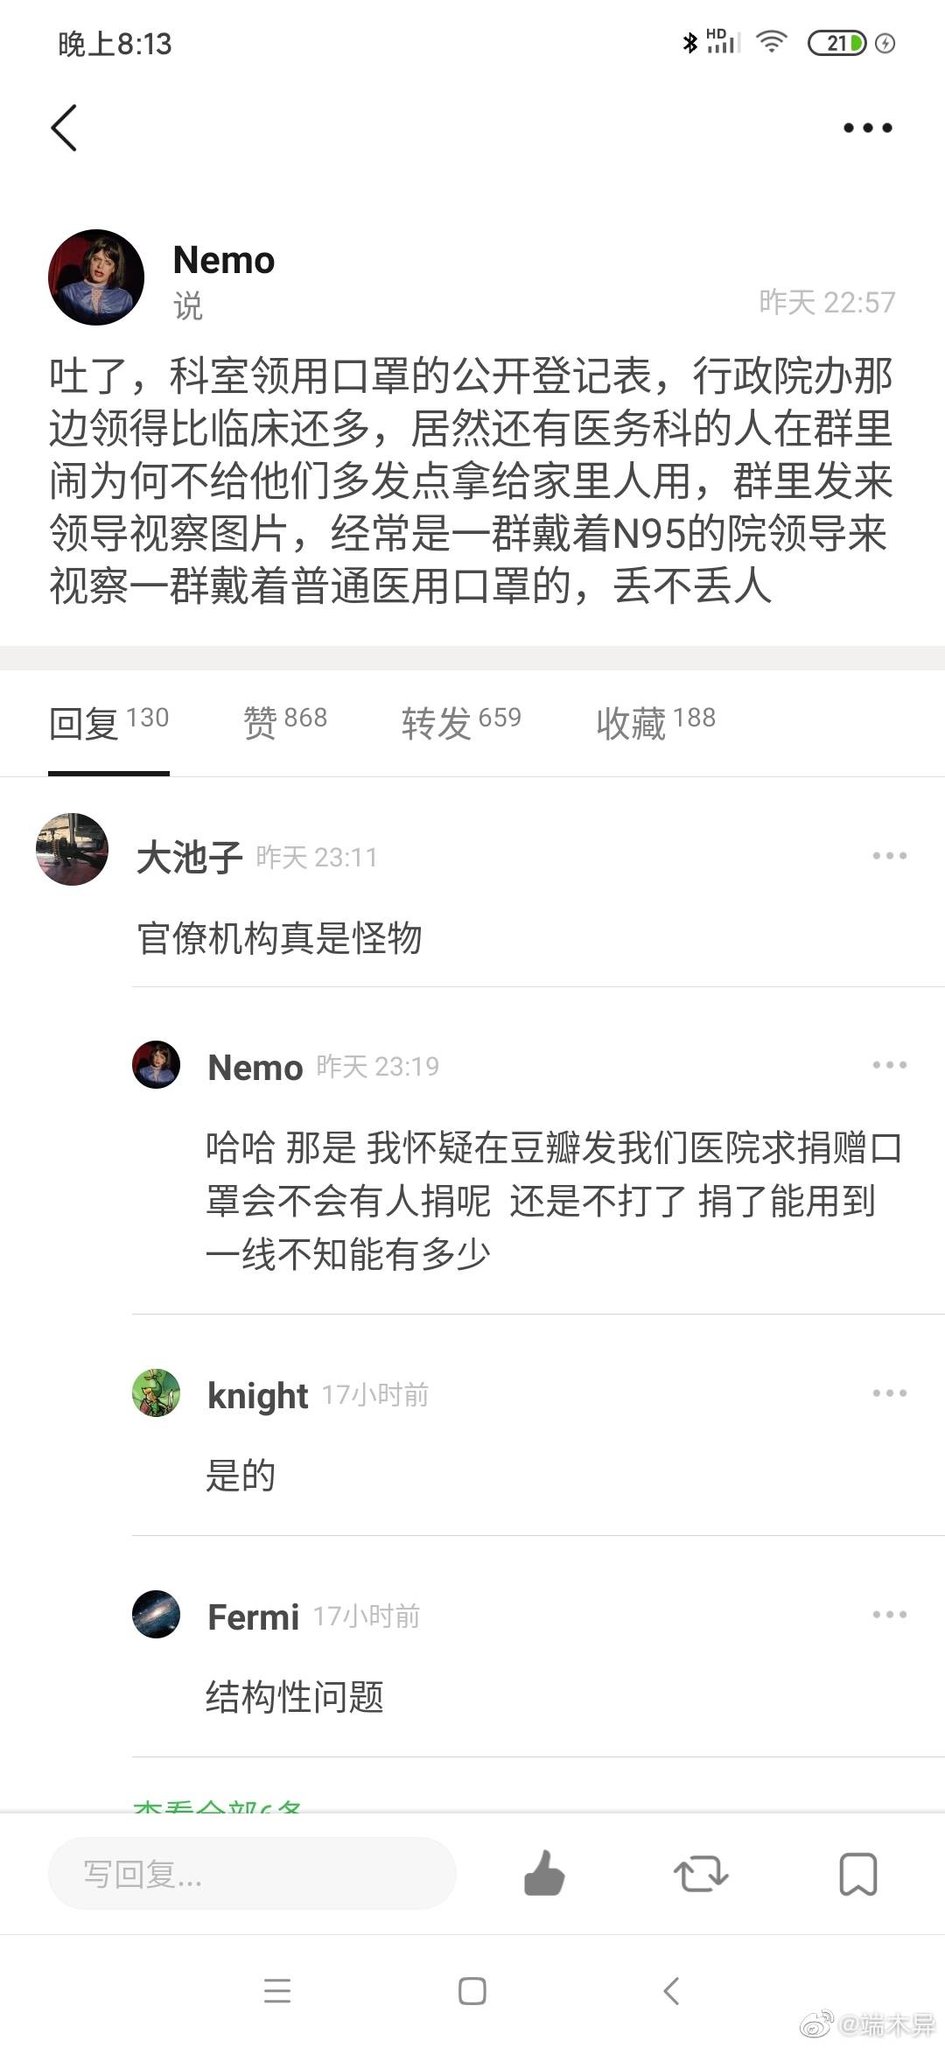 晚上8:13
HD
21
Nemo
说
昨天 22:57
吐了，科室领用口罩的公开登记表，行政院办那
边领得比临床还多，居然还有医务科的人在群里
闹为何不给他们多发点拿给家里人用，群里发来
领导视察图片，经常是一群戴着N95的院领导来
视察一群戴着普通医用口罩的，丢不丢人
回复 130 赞 868 转发 659 收藏 188
大池子 昨天 23:11
官僚机构真是怪物
Nemo 昨天 23:19
哈哈 那是 我怀疑在豆瓣发我们医院求捐赠口
罩会不会有人捐呢 还是不打了 捐了能用到
一线不知能有多少
knight 17小时前
是的
Fermi 17小时前
结构性问题
查看全部6条
写回复...
@端木异